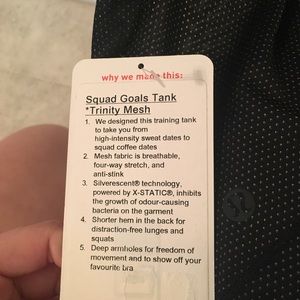 why we made this:
Squad Goals Tank
*Trinity Mesh
1. We designed this training tank
to take you from
high-intensity sweat dates to
squad coffee dates
2. Mesh fabric is breathable,
four-way stretch, and
anti-stink
3. Silverescent® technology,
powered by X-STATIC®, inhibits
the growth of odour-causing
bacteria on the garment
4. Shorter hem in the back for
distraction-free lunges and
squats
5. Deep armholes for freedom of
movement and to show off your
favourite bra